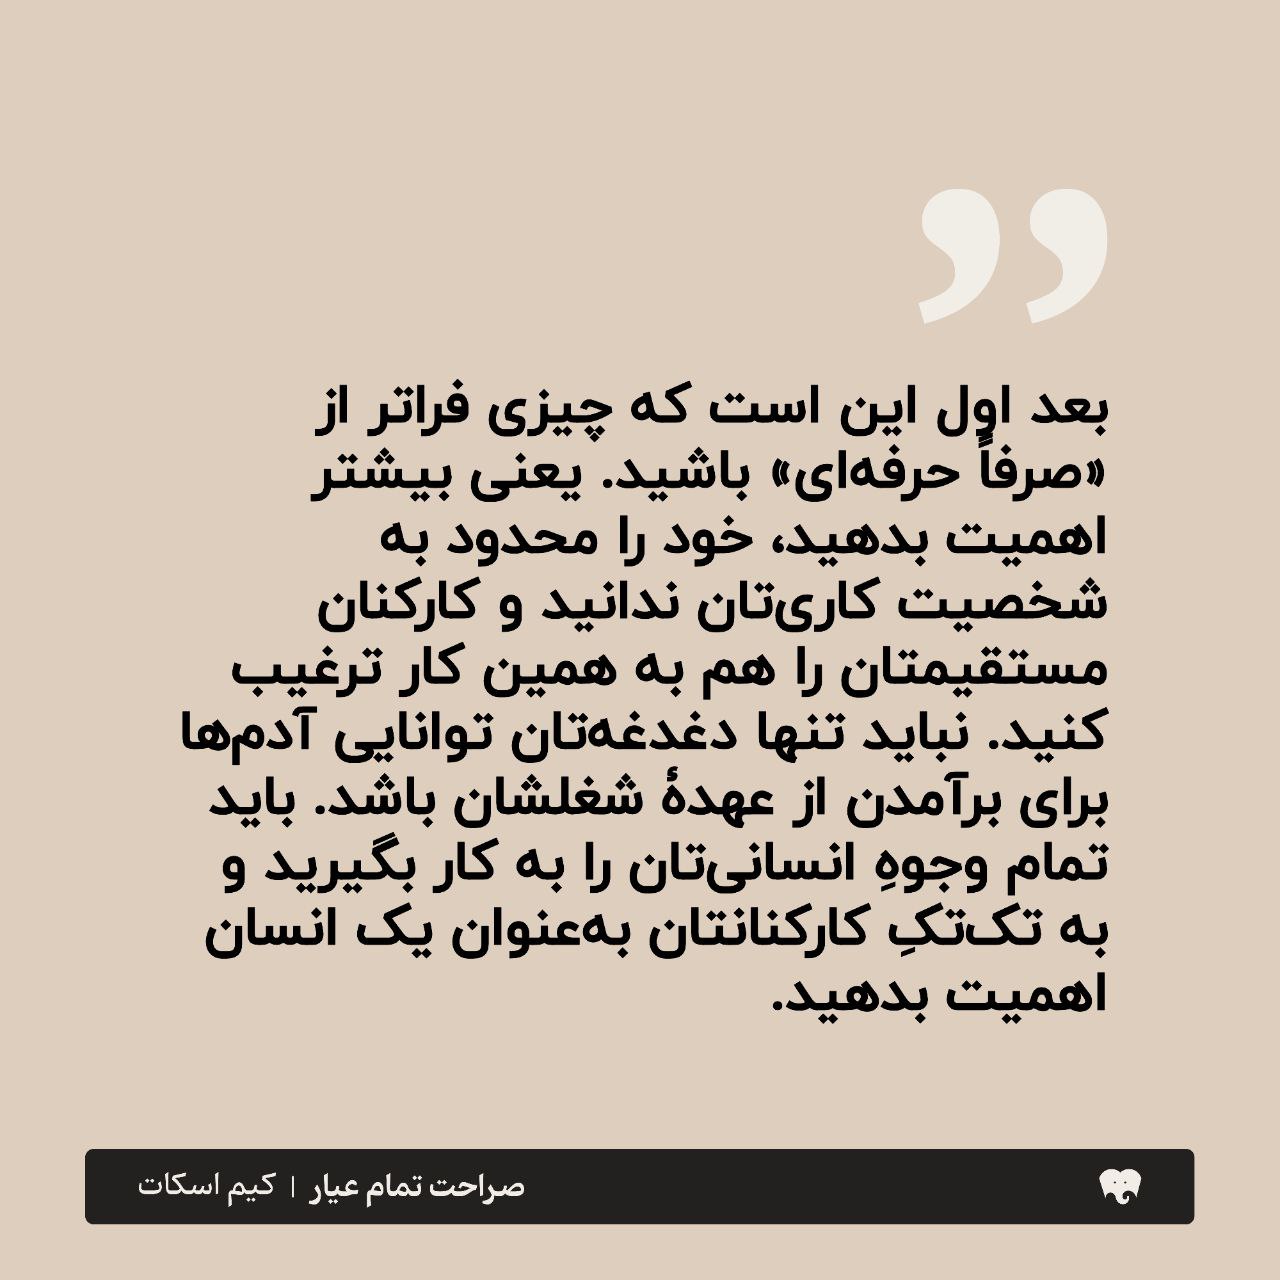 بعد اول این است که چیزی فراتر از
«صرفاً حرفه‌ای» باشید. یعنی بیشتر
اهمیت بدهید، خود را محدود به
شخصیت کاری‌تان ندانید و کارکنان
مستقیمتان را هم به همین کار ترغیب
کنید. نباید تنها دغدغه‌تان توانایی آدم‌ها
برای برآمدن از عهدهٔ شغلشان باشد. باید
تمام وجوهِ انسانی‌تان را به کار بگیرید و
به تک‌تکِ کارکنانتان به‌عنوان یک انسان
اهمیت بدهید.
صراحت تمام عیار | کیم اسکات